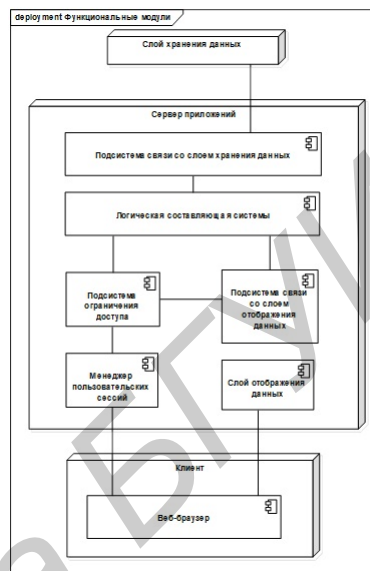 deployment Функциональные модули
Слой хранения данных
Сервер приложений
Подсистема связи со слоем хранения данных
Логическая составляющая системы
Подсистема
ограничения
доступа
Подсистема связи
со слоем
отображения
данных
Менеджер
пользовательских
сессий
Слой отображения
данных
Клиент
Веб-браузер